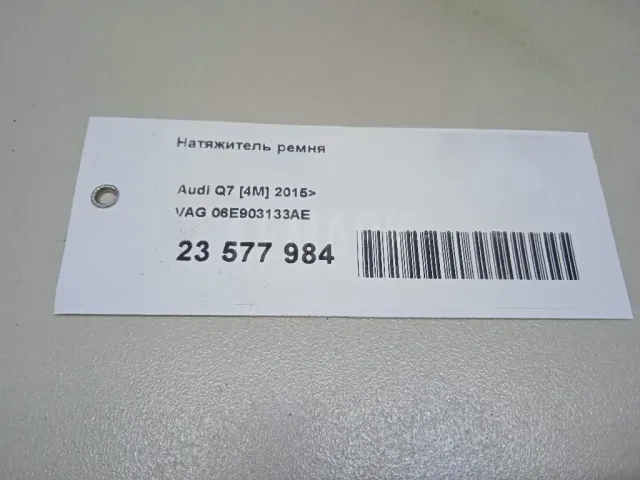 Натяжитель ремня
Audi Q7 [4M] 2015>
VAG 06E903133AE
23 577 984